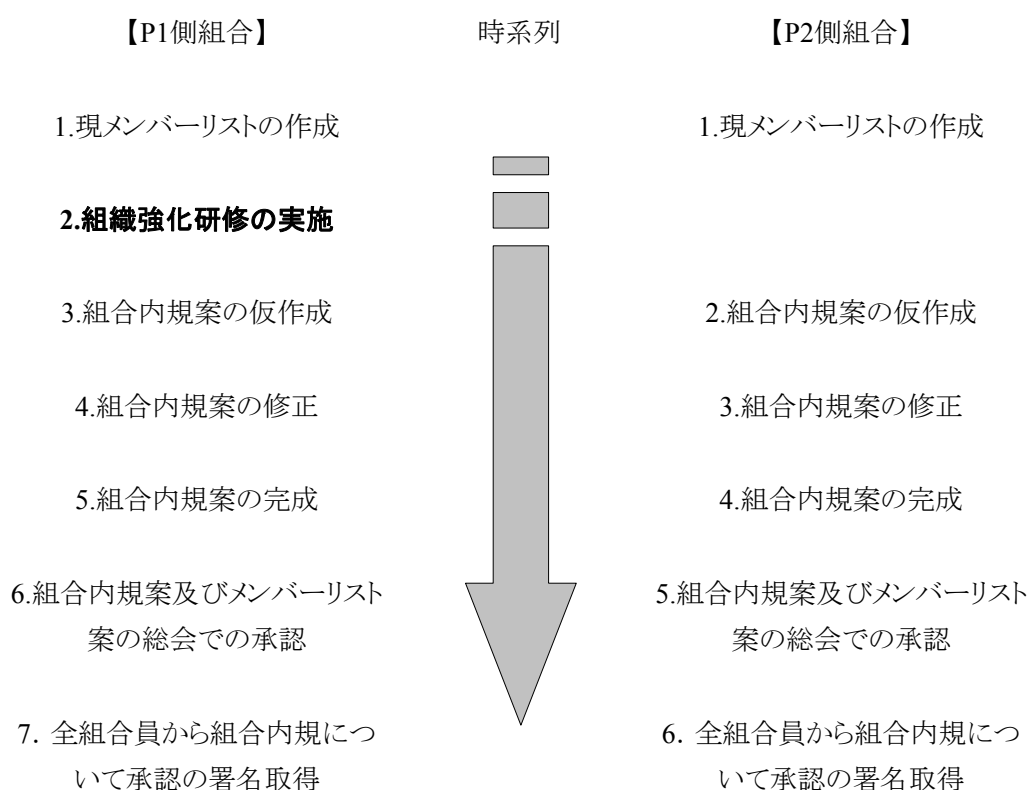 【P1側組合】 時系列 【P2側組合】
1.現メンバーリストの作成 1.現メンバーリストの作成
2.組織強化研修の実施
3.組合内規案の仮作成 2.組合内規案の仮作成
4.組合内規案の修正 3.組合内規案の修正
5.組合内規案の完成 4.組合内規案の完成
6.組合内規案及びメンバーリスト 5.組合内規案及びメンバーリスト
案の総会での承認 案の総会での承認
7. 全組合員から組合内規につ 6. 全組合員から組合内規につ
いて承認の署名取得 いて承認の署名取得